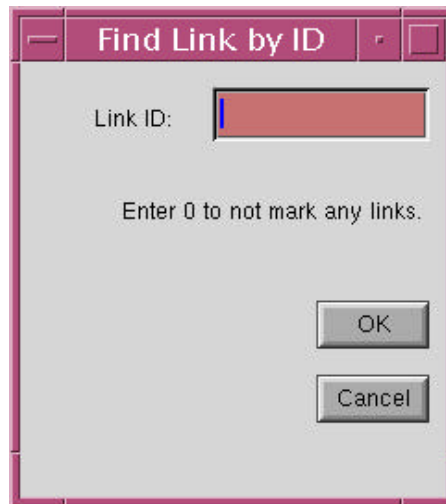 Find Link by ID
Link ID:
Enter 0 to not mark any links.
OK
Cancel